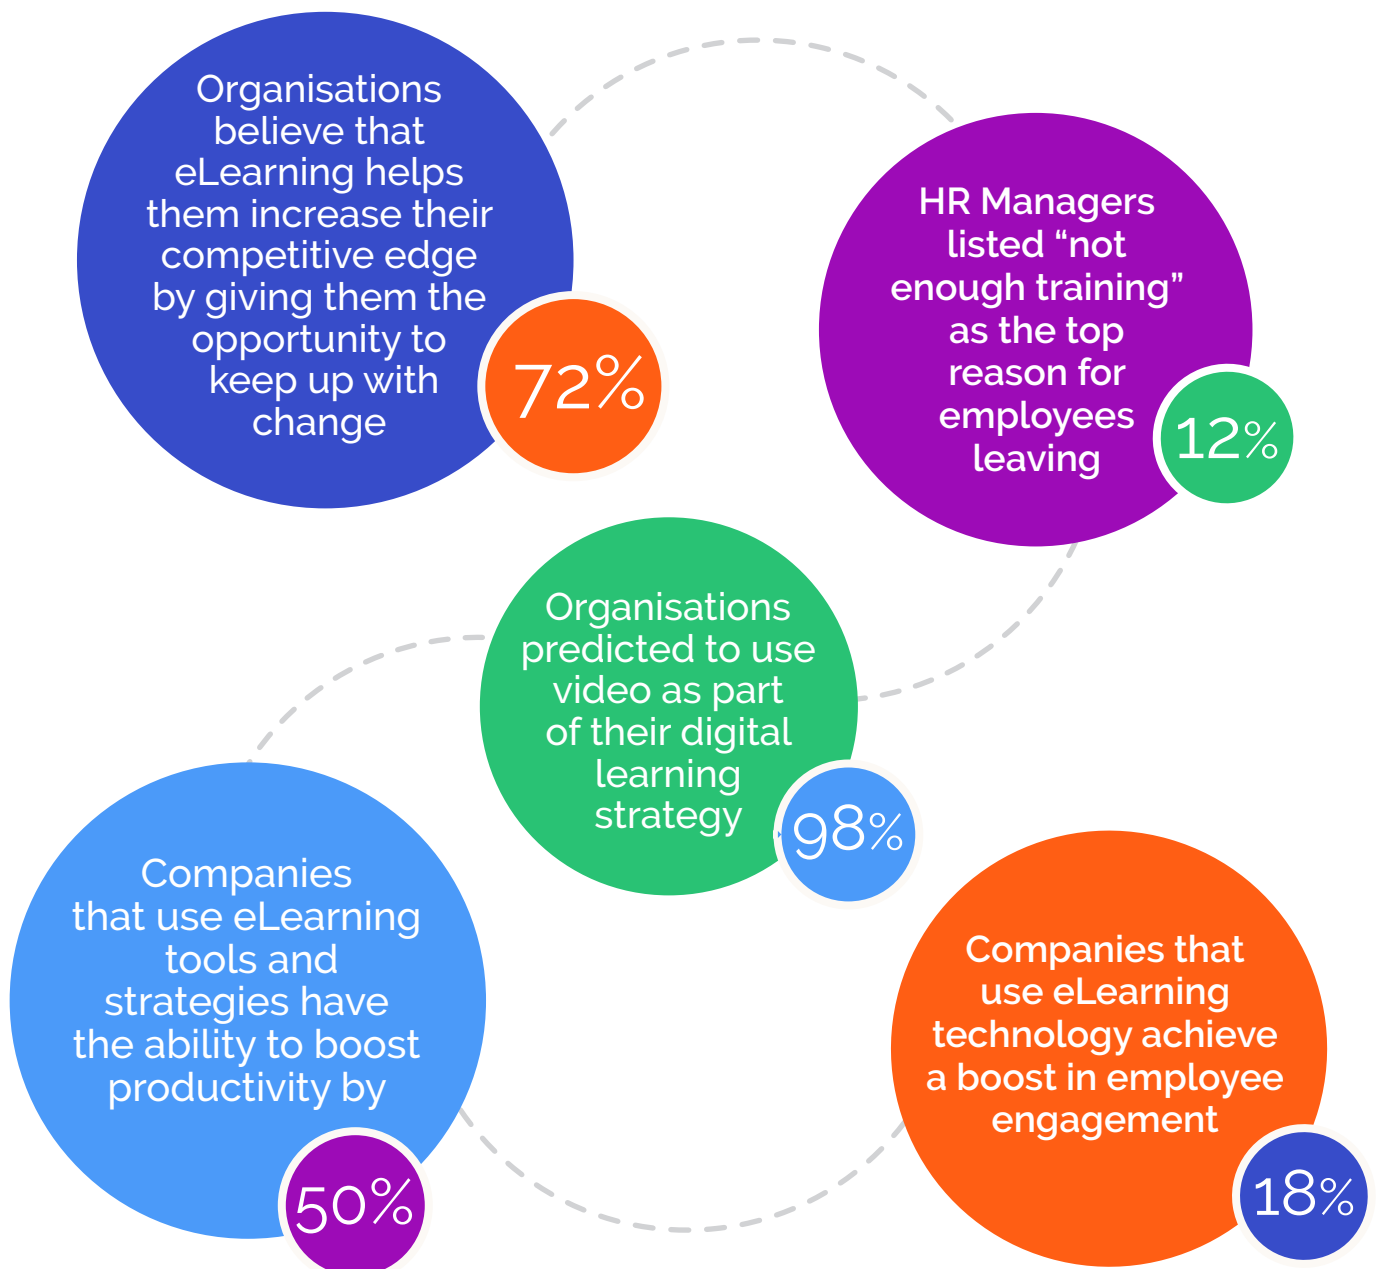 Organisations
believe that
eLearning helps
them increase their
competitive edge
by giving them the
opportunity to
keep up with
change
72%
HR Managers
listed “not
enough training”
as the top
reason for
employees
leaving
12%
Organisations
predicted to use
video as part
of their digital
learning
strategy
98%
Companies
that use eLearning
tools and
strategies have
the ability to boost
productivity by
50%
Companies that
use eLearning
technology achieve
a boost in employee
engagement
18%